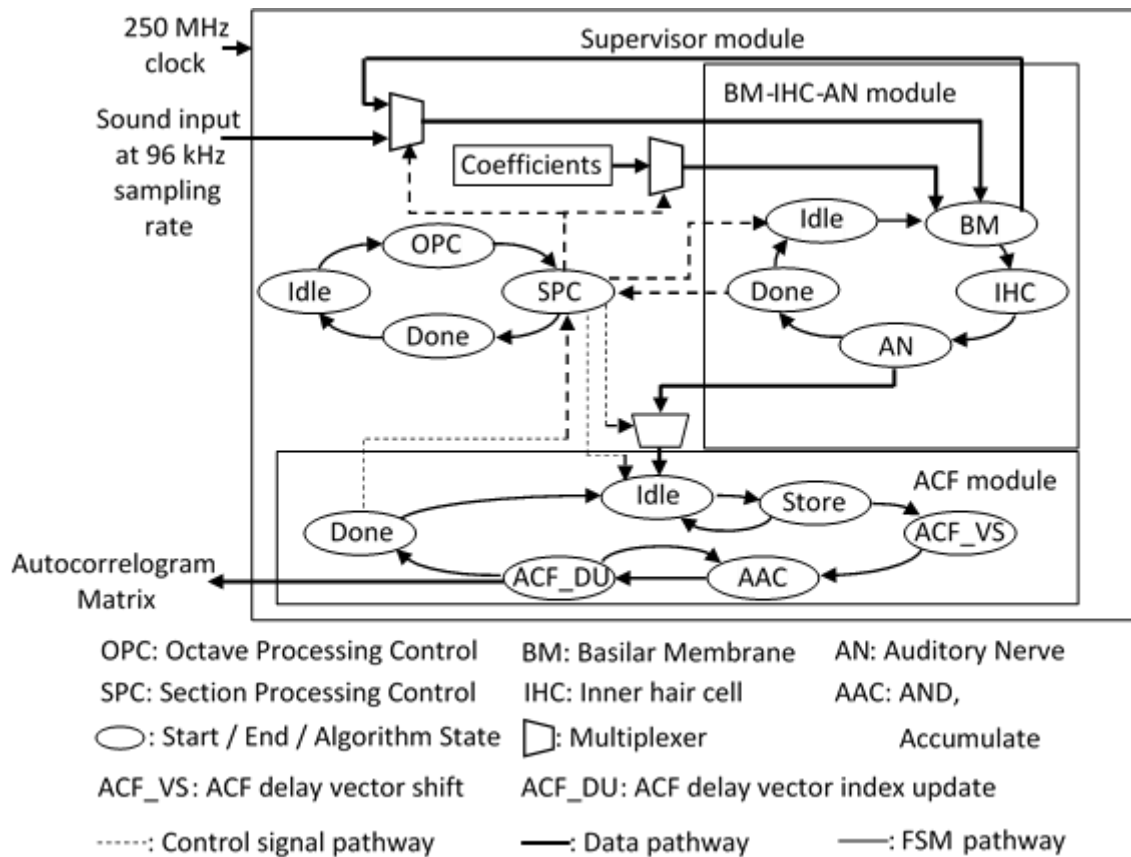 250 MHz
clock
Supervisor module
BM-IHC-AN module
Sound input
at 96 kHz
sampling
rate
Coefficients
Idle
BM
OPC
Idle
SPC
Done
IHC
Done
AN
ACF module
Idle
Store
Done
ACF_VS
ACF_DU
AAC
Autocorrelogram
Matrix
OPC: Octave Processing Control
BM: Basilar Membrane
AN: Auditory Nerve
SPC: Section Processing Control
IHC: Inner hair cell
AAC: AND,
: Start / End / Algorithm State
: Multiplexer
Accumulate
ACF_VS: ACF delay vector shift
ACF_DU: ACF delay vector index update
: Control signal pathway
: Data pathway
: FSM pathway